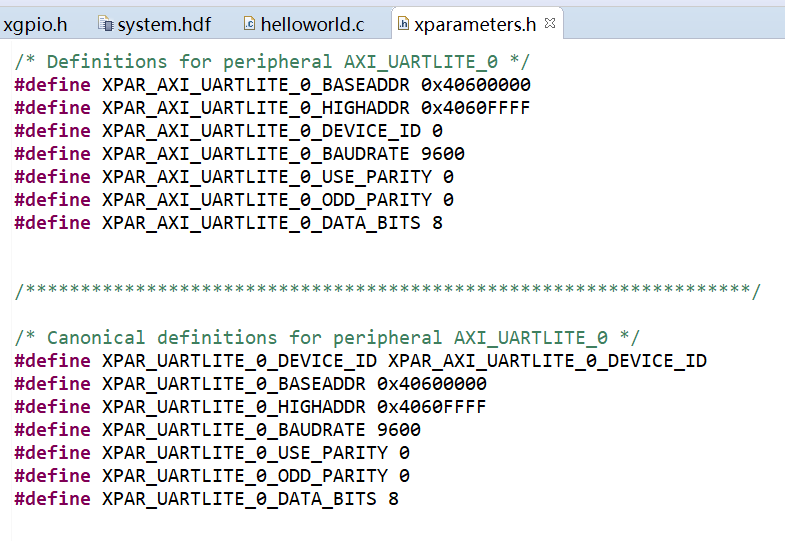 xgpio.h system.hdf helloworld.c xparameters.h
/* Definitions for peripheral AXI_UARTLITE_0 */
#define XPAR_AXI_UARTLITE_0_BASEADDR 0x40600000
#define XPAR_AXI_UARTLITE_0_HIGHADDR 0x4060FFFF
#define XPAR_AXI_UARTLITE_0_DEVICE_ID 0
#define XPAR_AXI_UARTLITE_0_BAUDRATE 9600
#define XPAR_AXI_UARTLITE_0_USE_PARITY 0
#define XPAR_AXI_UARTLITE_0_ODD_PARITY 0
#define XPAR_AXI_UARTLITE_0_DATA_BITS 8
/******************************************************************/
/* Canonical definitions for peripheral AXI_UARTLITE_0 */
#define XPAR_UARTLITE_0_DEVICE_ID XPAR_AXI_UARTLITE_0_DEVICE_ID
#define XPAR_UARTLITE_0_BASEADDR 0x40600000
#define XPAR_UARTLITE_0_HIGHADDR 0x4060FFFF
#define XPAR_UARTLITE_0_BAUDRATE 9600
#define XPAR_UARTLITE_0_USE_PARITY 0
#define XPAR_UARTLITE_0_ODD_PARITY 0
#define XPAR_UARTLITE_0_DATA_BITS 8